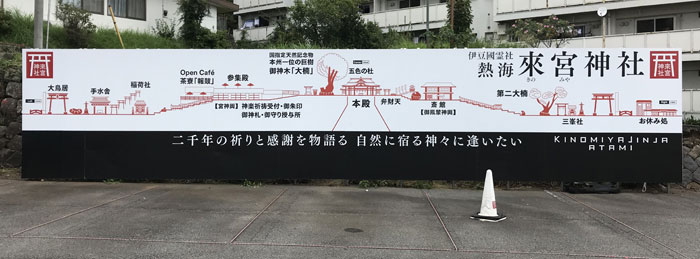 來宮神社
大鳥居
手水舎
稲荷社
Open Café
茶寮「報鼓」
参集殿
【宮神興】神楽祈祷受付・御朱印
御神札・御守り授与所
国指定天然記念物
本州一位の巨樹
御神木「大楠」
五色の杜
本殿
弁財天
斎館
【御鳳輦神輿】
伊豆國霊社
熱海 來宮神社
きのみや
第二大楠
三峯社
お休み処
來宮神社
二千年の祈りと感謝を物語る 自然に宿る神々に逢いたい
KINOMIYAJINJA
ATAMI